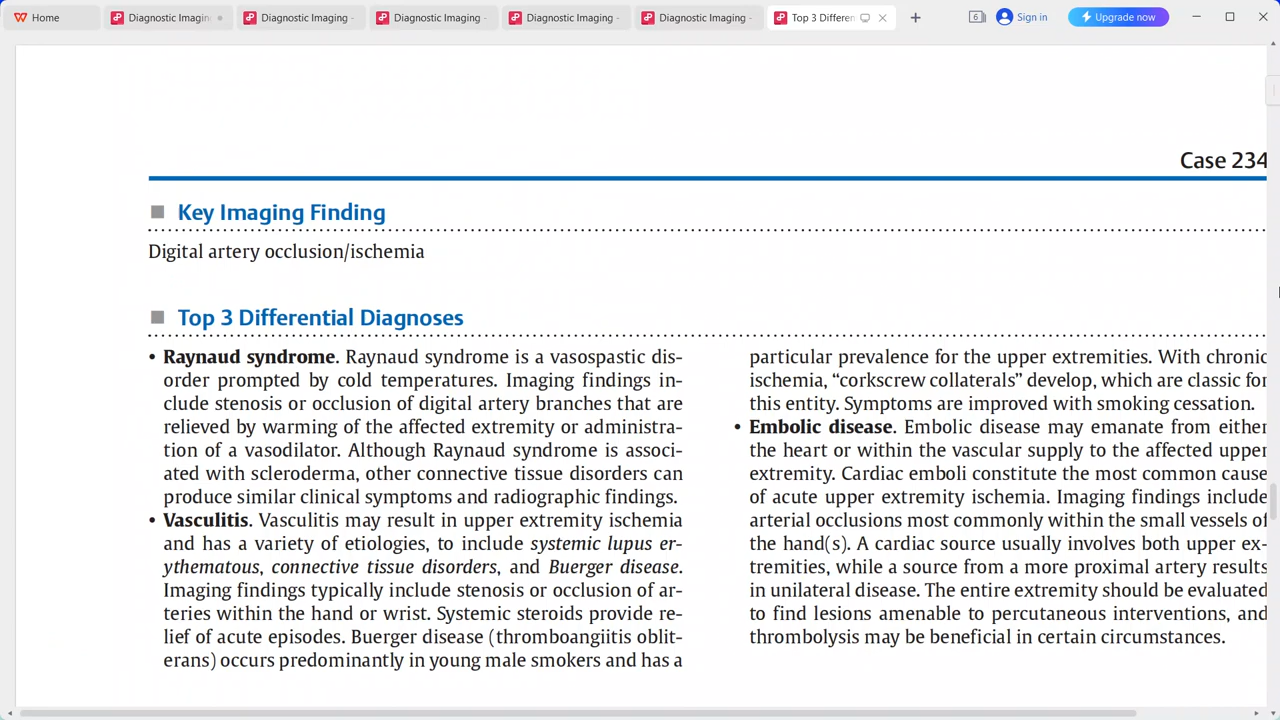 Home
Diagnostic Imaging
Diagnostic Imaging -
Diagnostic Imaging -
Diagnostic Imaging -
Diagnostic Imaging -
Top 3 Differen
6
Sign in
Upgrade now
Case 234
Key Imaging Finding
Digital artery occlusion/ischemia
Top 3 Differential Diagnoses
• Raynaud syndrome. Raynaud syndrome is a vasospastic dis-
order prompted by cold temperatures. Imaging findings in-
clude stenosis or occlusion of digital artery branches that are
relieved by warming of the affected extremity or administra-
tion of a vasodilator. Although Raynaud syndrome is associ-
ated with scleroderma, other connective tissue disorders can
produce similar clinical symptoms and radiographic findings.
• Vasculitis. Vasculitis may result in upper extremity ischemia
and has a variety of etiologies, to include systemic lupus er-
ythematous, connective tissue disorders, and Buerger disease.
Imaging findings typically include stenosis or occlusion of ar-
teries within the hand or wrist. Systemic steroids provide re-
lief of acute episodes. Buerger disease (thromboangiitis oblit-
erans) occurs predominantly in young male smokers and has a
particular prevalence for the upper extremities. With chronic
ischemia, “corkscrew collaterals” develop, which are classic for
this entity. Symptoms are improved with smoking cessation.
• Embolic disease. Embolic disease may emanate from either
the heart or within the vascular supply to the affected upper
extremity. Cardiac emboli constitute the most common cause
of acute upper extremity ischemia. Imaging findings include
arterial occlusions most commonly within the small vessels of
the hand(s). A cardiac source usually involves both upper ex-
tremities, while a source from a more proximal artery results
in unilateral disease. The entire extremity should be evaluated
to find lesions amenable to percutaneous interventions, and
thrombolysis may be beneficial in certain circumstances.